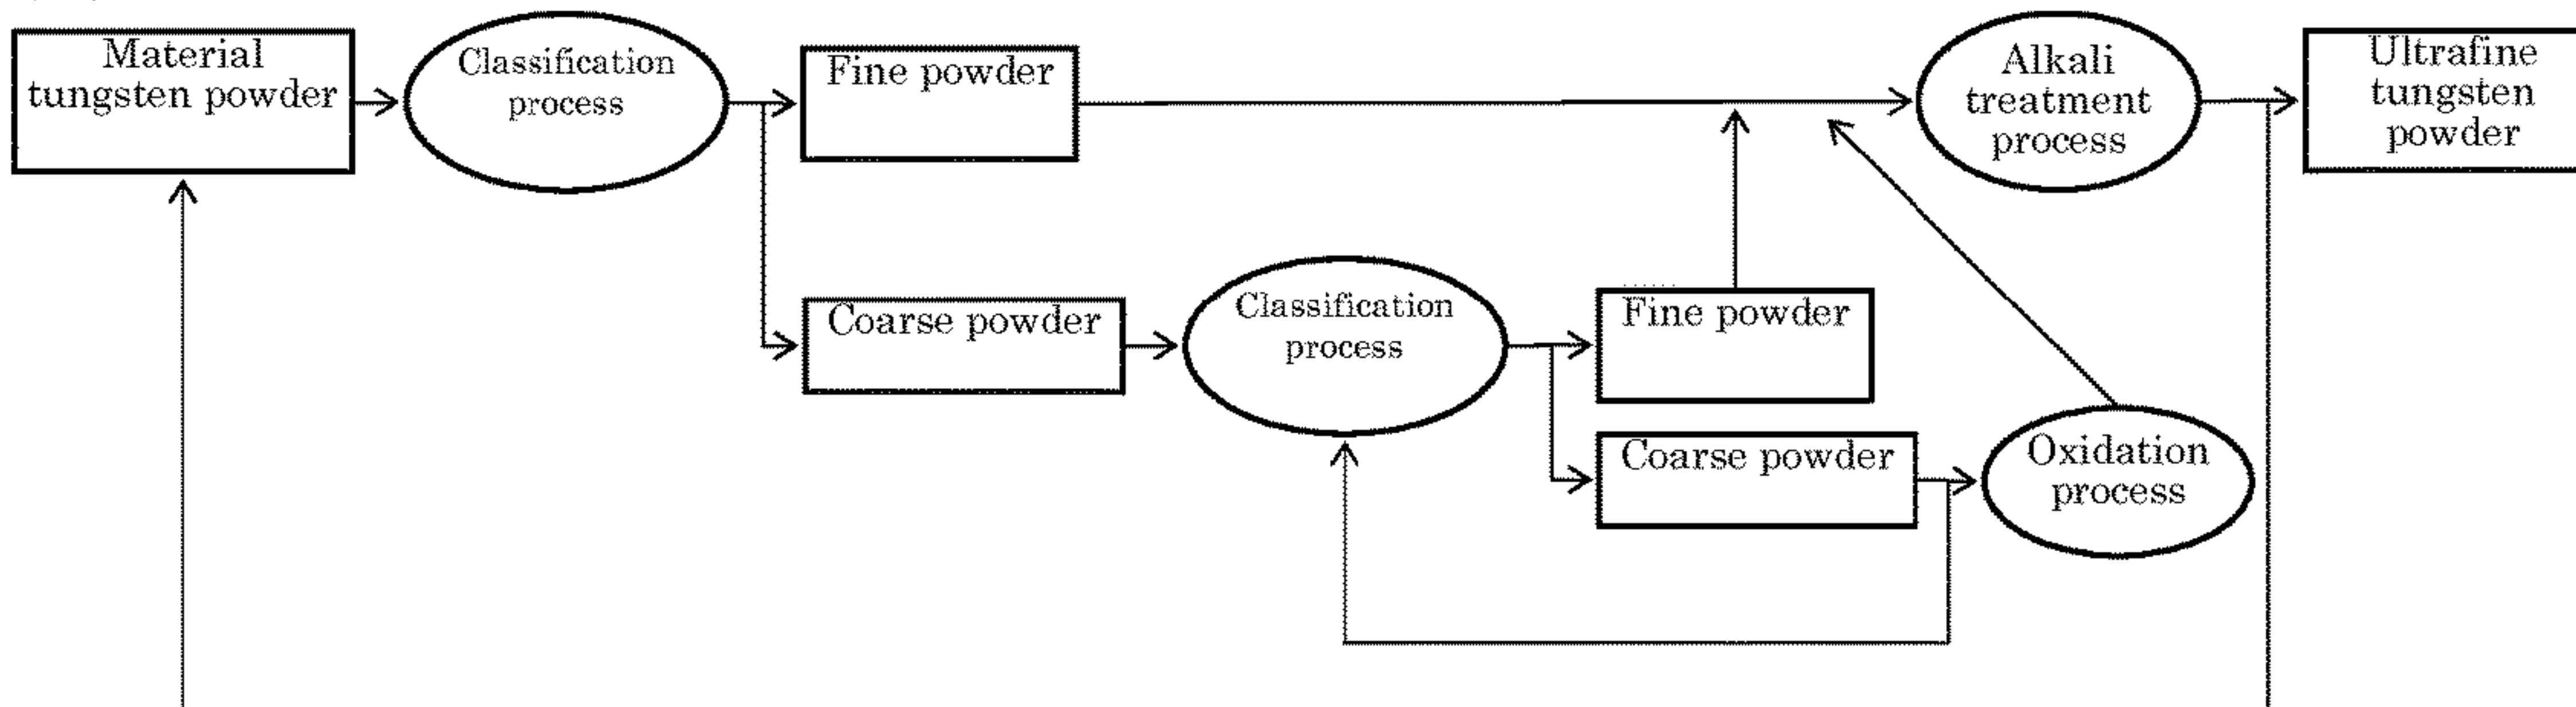 Material
tungsten powder
Classification
process
Fine powder
Alkali
treatment
process
Ultrafine
tungsten
powder
Coarse powder
Classification
process
Fine powder
Coarse powder
Oxidation
process